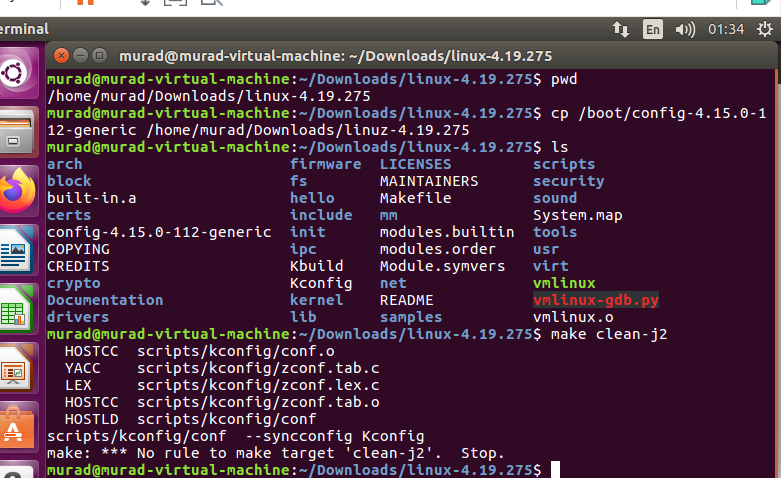 erminal En 01:34
murad@murad-virtual-machine: ~/Downloads/linux-4.19.275
murad@murad-virtual-machine:~/Downloads/linux-4.19.275$ pwd
/home/murad/Downloads/linux-4.19.275
murad@murad-virtual-machine:~/Downloads/linux-4.19.275$ cp /boot/config-4.15.0-1
12-generic /home/murad/Downloads/linuz-4.19.275
murad@murad-virtual-machine:~/Downloads/linux-4.19.275$ ls
arch firmware LICENSES scripts
block fs MAINTAINERS security
built-in.a hello Makefile sound
certs include mm System.map
config-4.15.0-112-generic init modules.builtin tools
COPYING ipc modules.order usr
CREDITS Kbuild Module.symvers virt
crypto Kconfig net vmlinux
Documentation kernel README vmlinux-gdb.py
drivers lib samples vmlinux.o
murad@murad-virtual-machine:~/Downloads/linux-4.19.275$ make clean-j2
HOSTCC scripts/kconfig/conf.o
YACC scripts/kconfig/zconf.tab.c
LEX scripts/kconfig/zconf.lex.c
HOSTCC scripts/kconfig/zconf.tab.o
HOSTLD scripts/kconfig/conf
scripts/kconfig/conf --syncconfig Kconfig
make: *** No rule to make target 'clean-j2'. Stop.
murad@murad-virtual-machine:~/Downloads/linux-4.19.275$